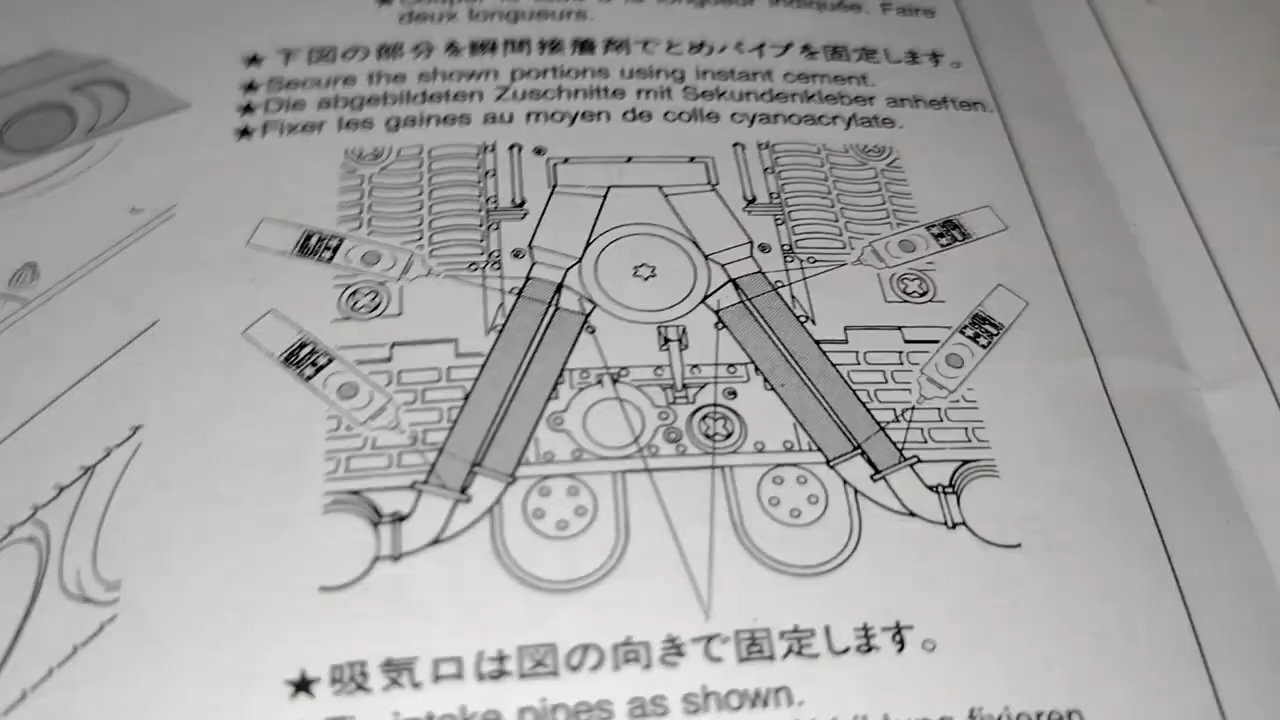 deux longueurs.
★下図の部分を瞬間接着剤でとめパイプを固定します。
★Secure the shown portions using instant cement.
★Die abgebildeten Zuschnitte mit Sekundenkleber anheften.
★Fixer les gaines au moyen de colle cyanoacrylate.
★吸気口は図の向きで固定します。
intake pipes as shown.